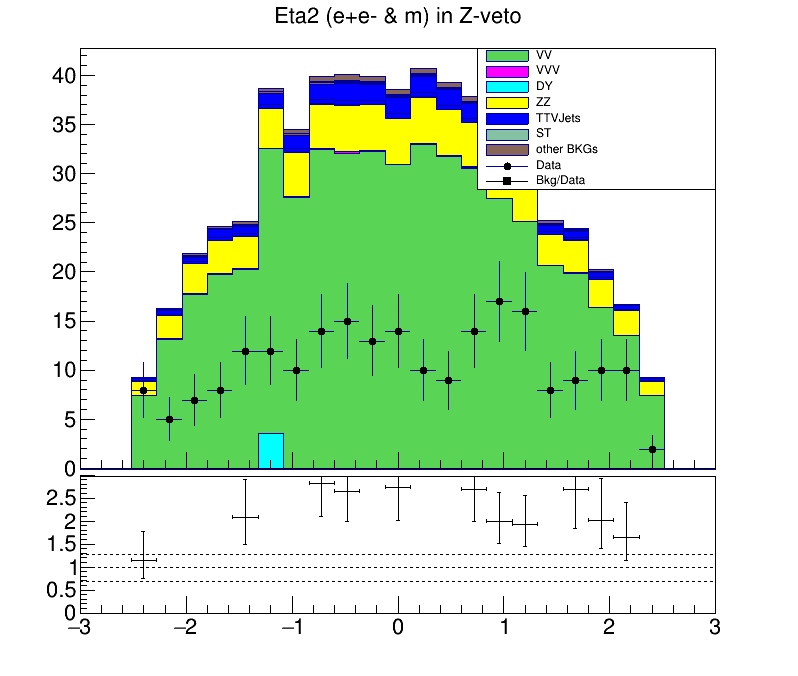 Eta2 (e+e- & m) in Z-veto
40
35
30
25
20
15
10
5
0
VV
VVV
DY
ZZ
TTVJets
ST
other BKGs
Data
Bkg/Data
2.5
2
1.5
1
0.5
0
−3 −2 −1 0 1 2 3